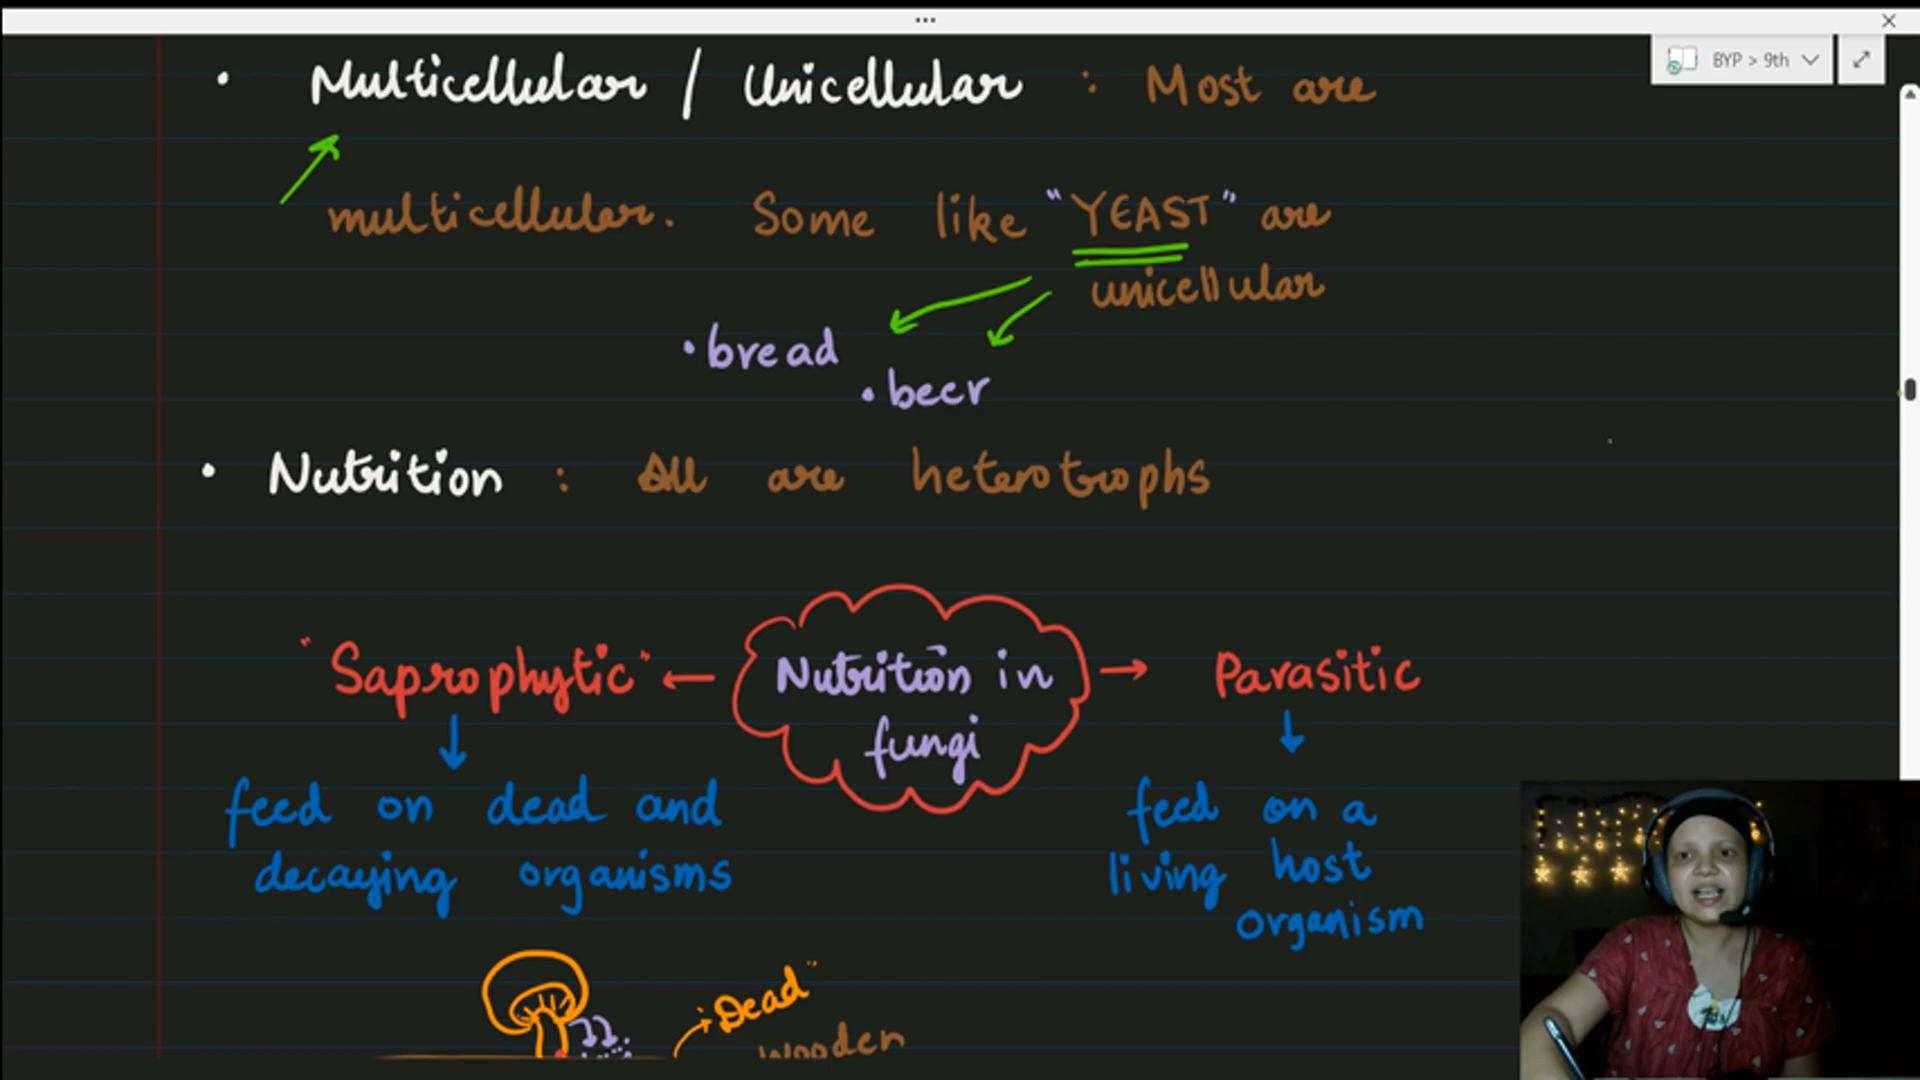 BYP > 9th
• Multicellular / Unicellular : Most are
multicellular. Some like "YEAST" are
unicellular
• bread
• beer
• Nutrition : All are heterotrophs
"Saprophytic" ← Nutrition in → Parasitic
fungi
feed on dead and
decaying organisms
feed on a
living host
organism
"Dead"
wooden